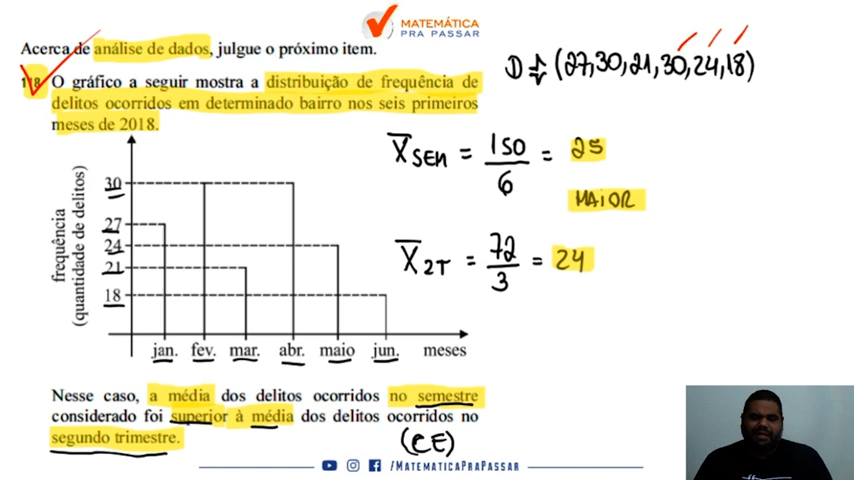 MATEMÁTICA
PRA PASSAR
Acerca de análise de dados, julgue o próximo item.
118 O gráfico a seguir mostra a distribuição de frequência de
delitos ocorridos em determinado bairro nos seis primeiros
meses de 2018.
D = (27, 30, 21, 30, 24, 18)
X̅SEM = 150/6 = 25
MAIOR
X̅2T = 72/3 = 24
frequência
(quantidade de delitos)
30
27
24
21
18
jan. fev. mar. abr. maio jun. meses
Nesse caso, a média dos delitos ocorridos no semestre
considerado foi superior à média dos delitos ocorridos no
segundo trimestre.
(CE)
/MATEMATICAPRAPASSAR